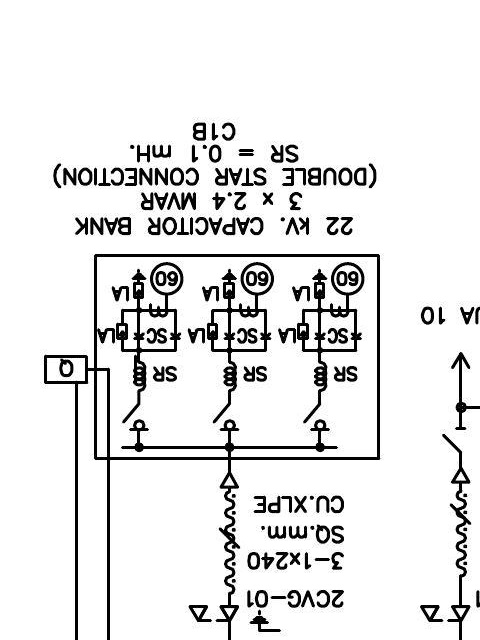 2CVG-01
3-1x240
SQ.mm.
CU.XLPE
SR SR SR
Q
SC LA SC LA SC LA
LA LA LA
60 60 60
22 kV. CAPACITOR BANK
3 x 2.4 MVAR
(DOUBLE STAR CONNECTION)
SR = 0.1 mH.
C1B
10